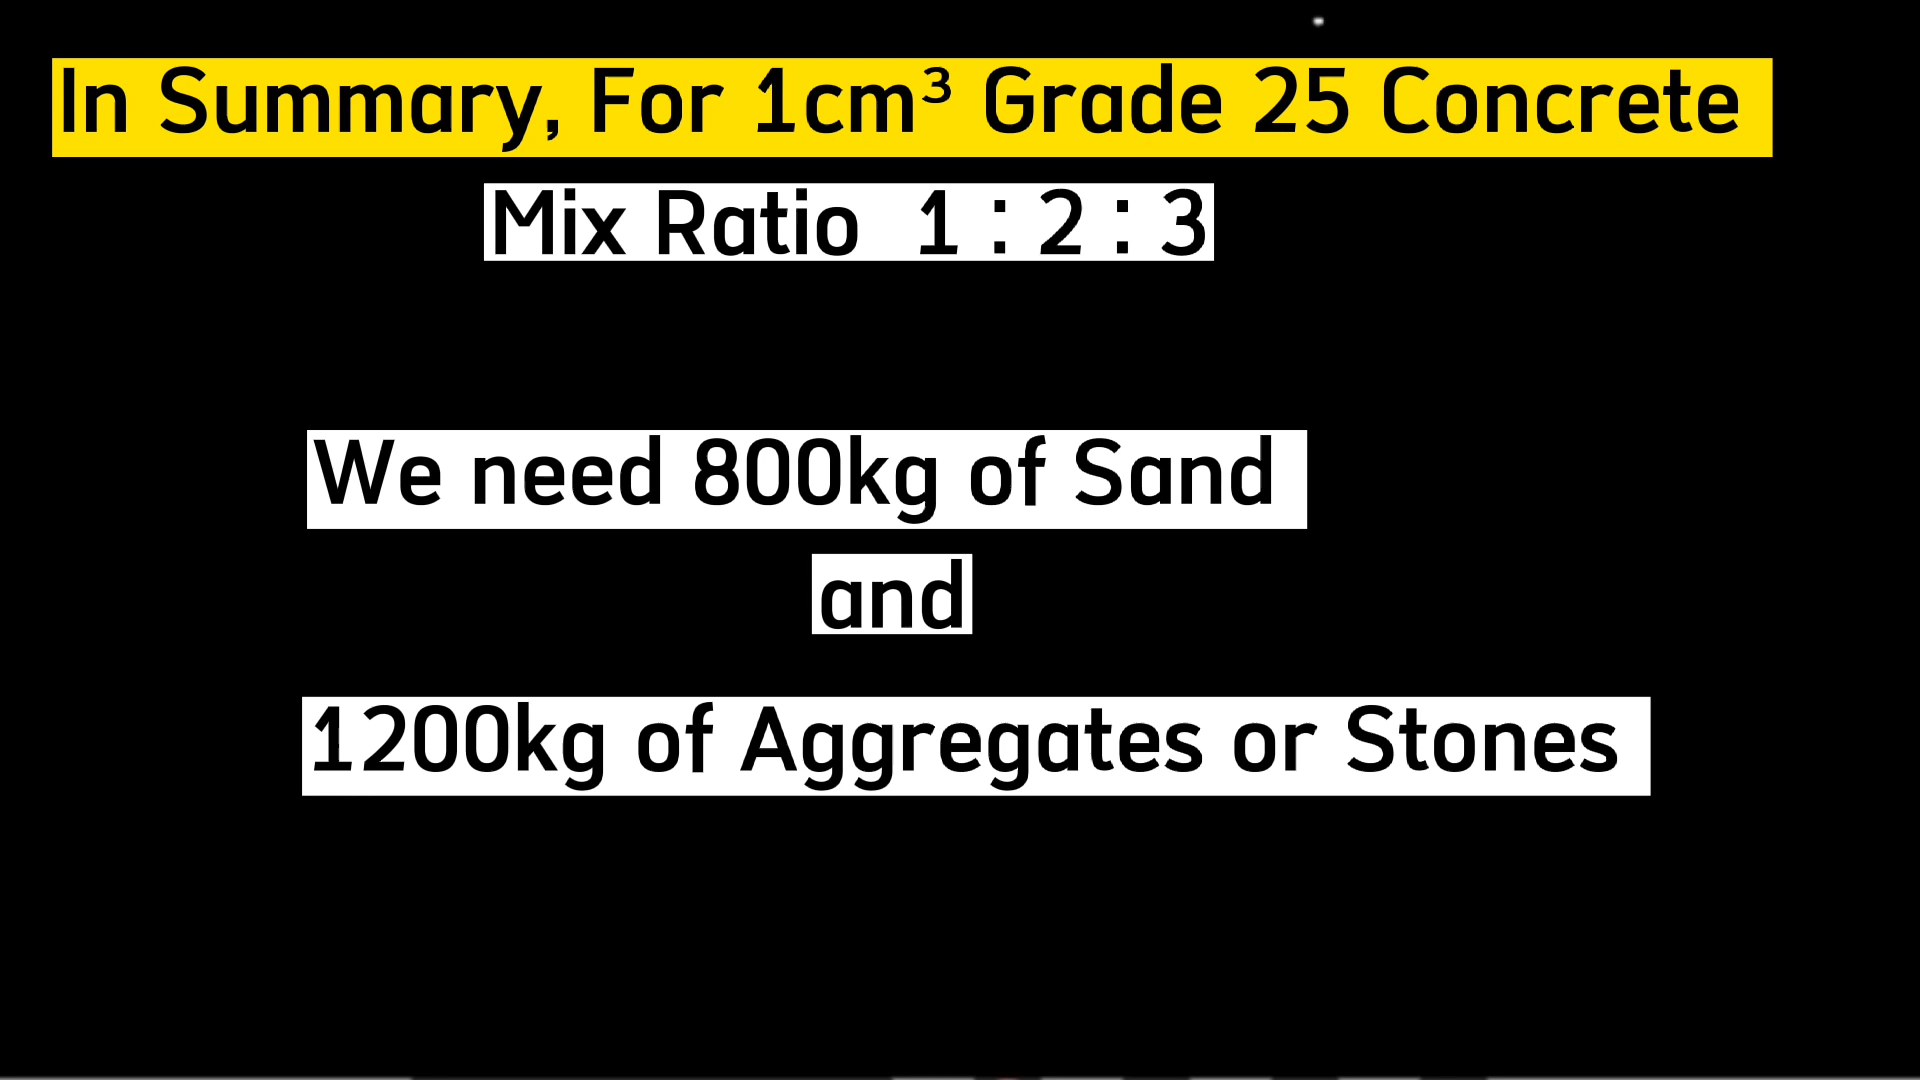 In Summary, For 1cm³ Grade 25 Concrete
Mix Ratio 1 : 2 : 3
We need 800kg of Sand
and
1200kg of Aggregates or Stones